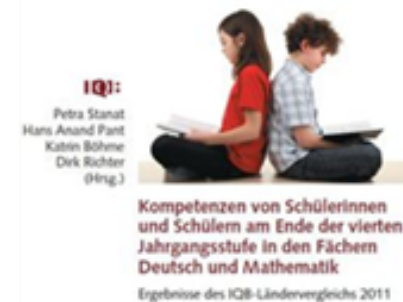 IQB:
Petra Stanat
Hans Anand Pant
Katrin Böhme
Dirk Richter
(Hrsg.)
Kompetenzen von Schülerinnen
und Schülern am Ende der vierten
Jahrgangsstufe in den Fächern
Deutsch und Mathematik
Ergebnisse des IQB-Ländervergleichs 2011